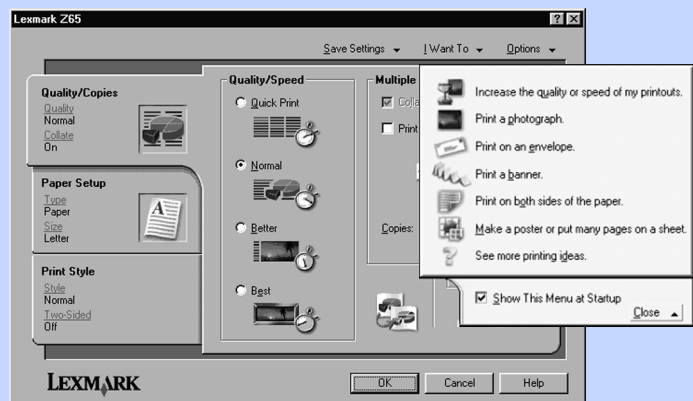 Lexmark Z65
Save Settings
I Want To
Options
Quality/Copies
Quality
Normal
Collate
On
Paper Setup
Type
Paper
Size
Letter
Print Style
Style
Normal
Two-Sided
Off
Quality/Speed
Quick Print
Normal
Better
Best
Multiple
Print
Copies:
Increase the quality or speed of my printouts.
Print a photograph.
Print on an envelope.
Print a banner.
Print on both sides of the paper.
Make a poster or put many pages on a sheet.
See more printing ideas.
Show This Menu at Startup
Close
LEXMARK
OK
Cancel
Help